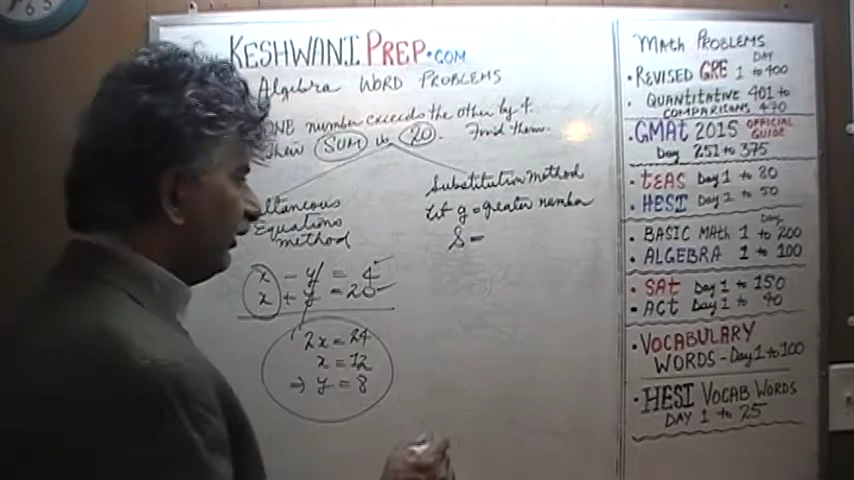 KESHWANI PREP.COM
Algebra WORD PROBLEMS
ONE number exceeds the other by 4.
Their SUM is 20. Find them.
ltaneous
Equations
method
x - y = 4
x + y = 20
2x = 24
x = 12
⇒ y = 8
Substitution method
Let g = greater number
S =
MATH PROBLEMS
DAY
• REVISED GRE 1 to 400
• QUANTITATIVE 401 to
COMPARISONS 470
• GMAT 2015 OFFICIAL GUIDE
Day 251 to 375
• TEAS Day 1 to 80
• HESI Day 1 to 50
Day
• BASIC MATH 1 to 200
• ALGEBRA 1 to 100
• SAT Day 1 to 150
• ACT Day 1 to 40
• VOCABULARY
WORDS - Day 1 to 100
• HESI VOCAB WORDS
DAY 1 to 25